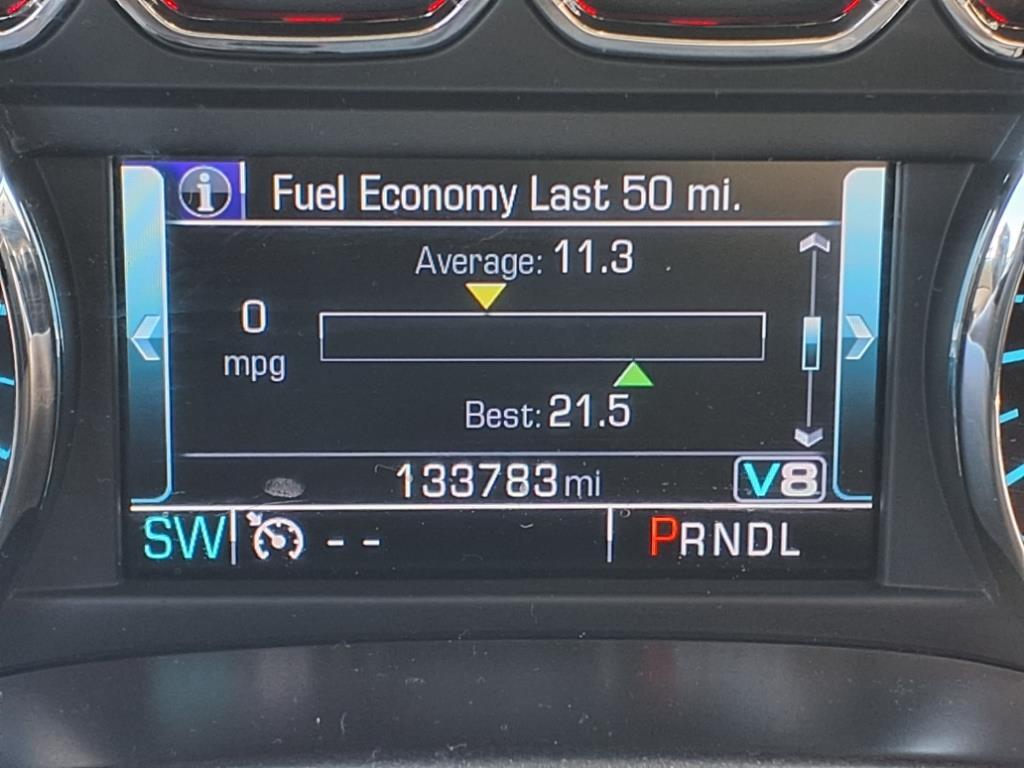 i Fuel Economy Last 50 mi.
Average: 11.3
0
mpg
Best: 21.5
133783 mi V8
SW -- PRNDL